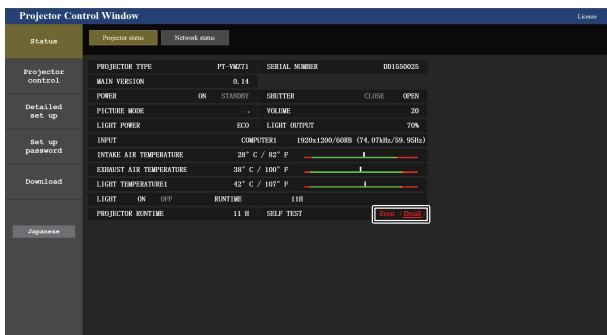 Projector Control Window
License
Status
Projector status
Network status
Projector control
Detailed set up
Set up password
Download
Japanese
PROJECTOR TYPE PT-VMZ71 SERIAL NUMBER DD1550025
MAIN VERSION 0.14
POWER ON STANDBY SHUTTER CLOSE OPEN
PICTURE MODE - VOLUME 20
LIGHT POWER ECO LIGHT OUTPUT 70%
INPUT COMPUTER1 1920x1200/60RB (74.07kHz/59.95Hz)
INTAKE AIR TEMPERATURE 28° C / 82° F
EXHAUST AIR TEMPERATURE 38° C / 100° F
LIGHT TEMPERATURE1 42° C / 107° F
LIGHT ON OFF RUNTIME 11H
PROJECTOR RUNTIME 11 H SELF TEST Error (Detail)